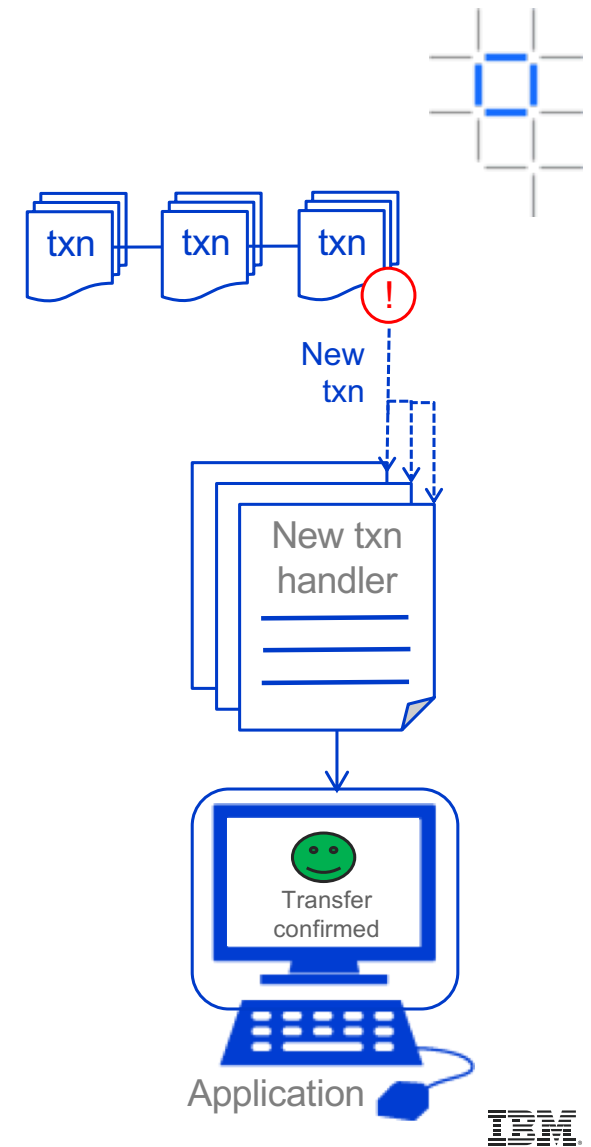 txn txn txn
!
New
txn
New txn
handler
Transfer
confirmed
Application
IBM.